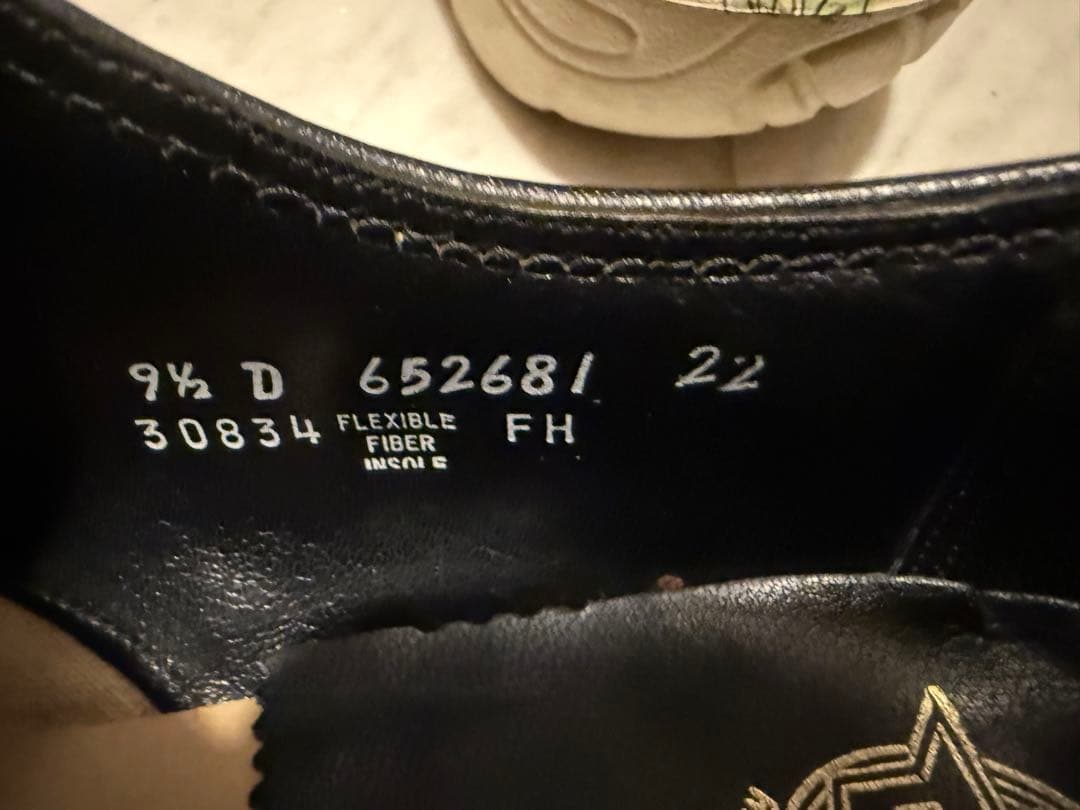 9½ D 652681 22
30834 FLEXIBLE FH
FIBER
INSOLE